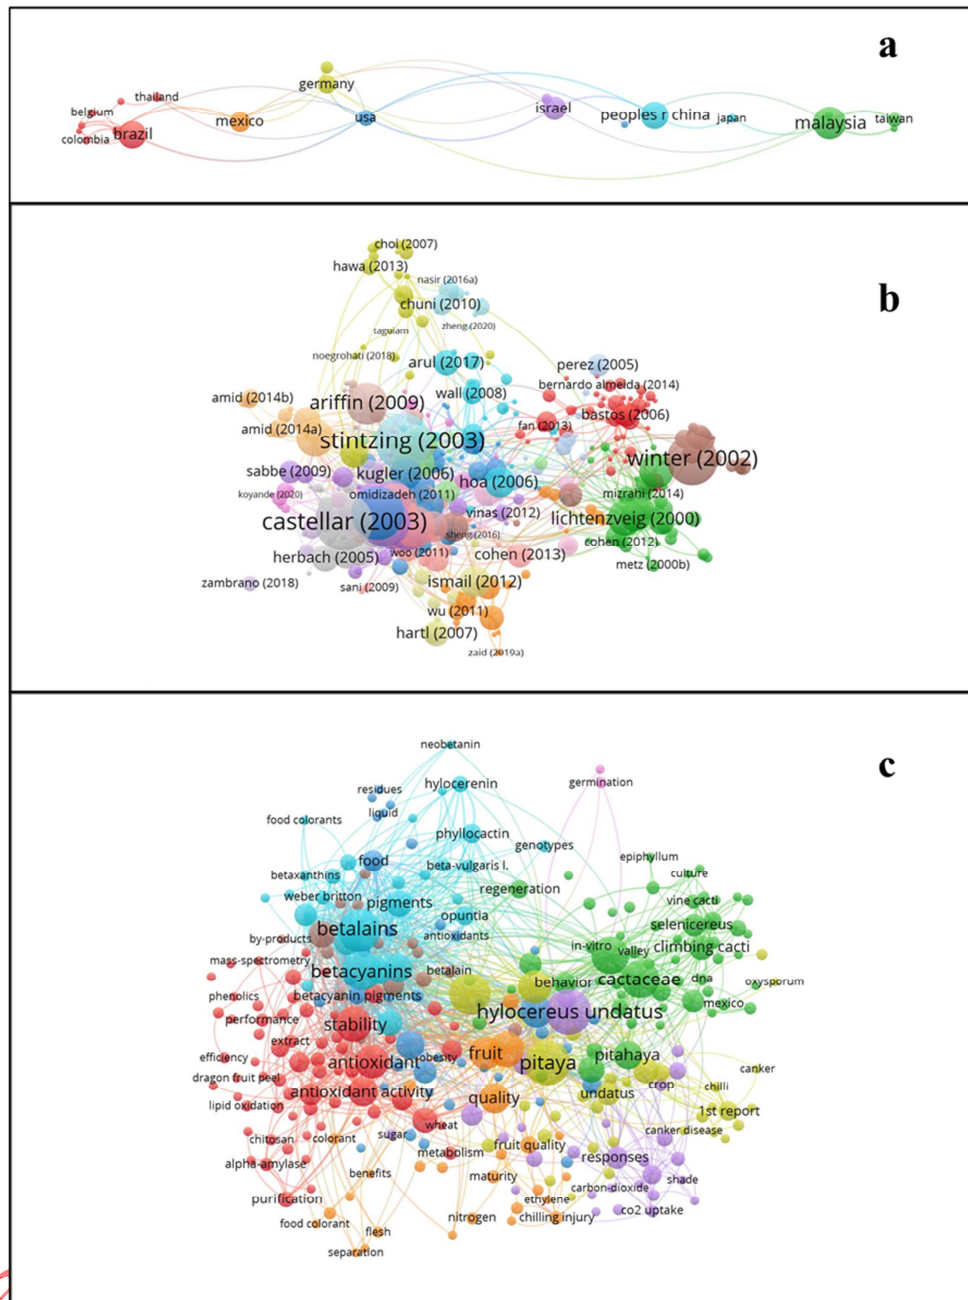 a
germany
thailand
belgium
colombia
brazil
mexico
usa
israel
peoples r china
japan
malaysia
taiwan
b
choi (2007)
hawa (2013)
nasir (2016a)
chuni (2010)
zheng (2020)
taguiam
noegrohati (2018)
arul (2017)
perez (2005)
bernardo almeida (2014)
wall (2008)
amid (2014b)
ariffin (2009)
bastos (2006)
fan (2013)
amid (2014a)
stintzing (2003)
winter (2002)
sabbe (2009)
kugler (2006)
hoa (2006)
koyande (2020)
omidizadeh (2011)
mizrahi (2014)
vinas (2012)
castellar (2003)
lichtenzveig (2000)
sheng (2016)
cohen (2012)
herbach (2005)
woo (2011)
cohen (2013)
metz (2000b)
zambrano (2018)
sani (2009)
ismail (2012)
wu (2011)
hartl (2007)
zaid (2019a)
c
neobetanin
residues
hylocerenin
germination
liquid
food colorants
phyllocactin
genotypes
food
beta-vulgaris l.
epiphyllum
betaxanthins
culture
regeneration
weber britton
pigments
vine cacti
opuntia
selenicereus
betalains
antioxidants
by-products
in-vitro
valley
climbing cacti
mass-spectrometry
betacyanins
betalain
behavior
cactaceae
dna
oxysporum
phenolics
betacyanin pigments
mexico
hylocereus undatus
performance
stability
extract
efficiency
antioxidant
obesity
fruit
pitaya
pitahaya
canker
dragon fruit peel
crop
chilli
lipid oxidation
antioxidant activity
quality
undatus
1st report
wheat
canker disease
chitosan
colorant
sugar
fruit quality
metabolism
responses
alpha-amylase
benefits
maturity
carbon-dioxide
shade
purification
ethylene
co2 uptake
food colorant
nitrogen
chilling injury
flesh
separation